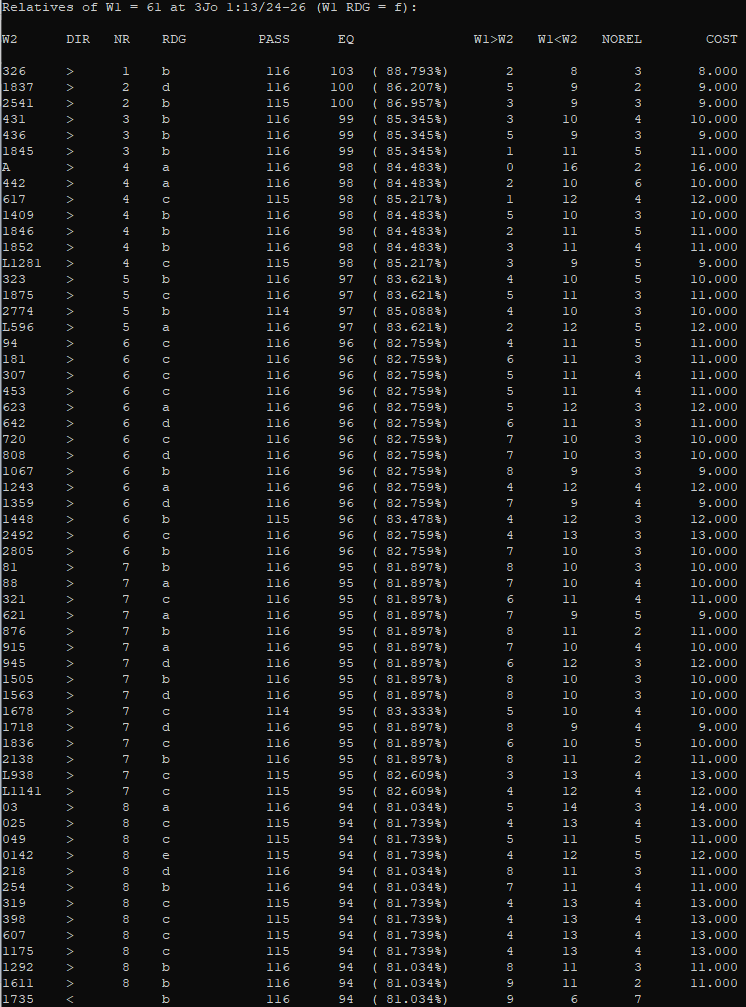 Relatives of W1 = 61 at 3Jo 1:13/24-26 (W1 RDG = f):
W2 DIR NR RDG PASS EQ W1>W2 W1<W2 NOREL COST
326 > 1 b 116 103 ( 88.793%) 2 8 3 8.000
1837 > 2 d 116 100 ( 86.207%) 5 9 2 9.000
2541 > 2 b 115 100 ( 86.957%) 3 9 3 9.000
431 > 3 b 116 99 ( 85.345%) 3 10 4 10.000
436 > 3 b 116 99 ( 85.345%) 5 9 3 9.000
1845 > 3 b 116 99 ( 85.345%) 1 11 5 11.000
A > 4 a 116 98 ( 84.483%) 0 16 2 16.000
442 > 4 a 116 98 ( 84.483%) 2 10 6 10.000
617 > 4 c 115 98 ( 85.217%) 1 12 4 12.000
1409 > 4 b 116 98 ( 84.483%) 5 10 3 10.000
1846 > 4 b 116 98 ( 84.483%) 2 11 5 11.000
1852 > 4 b 116 98 ( 84.483%) 3 11 4 11.000
L1281 > 4 c 115 98 ( 85.217%) 3 9 5 9.000
323 > 5 b 116 97 ( 83.621%) 4 10 5 10.000
1875 > 5 c 116 97 ( 83.621%) 5 11 3 11.000
2774 > 5 b 114 97 ( 85.088%) 4 10 3 10.000
L596 > 5 a 116 97 ( 83.621%) 2 12 5 12.000
94 > 6 c 116 96 ( 82.759%) 4 11 5 11.000
181 > 6 c 116 96 ( 82.759%) 6 11 3 11.000
307 > 6 c 116 96 ( 82.759%) 5 11 4 11.000
453 > 6 c 116 96 ( 82.759%) 5 11 4 11.000
623 > 6 a 116 96 ( 82.759%) 5 12 3 12.000
642 > 6 d 116 96 ( 82.759%) 6 11 3 11.000
720 > 6 c 116 96 ( 82.759%) 7 10 3 10.000
808 > 6 d 116 96 ( 82.759%) 7 10 3 10.000
1067 > 6 b 116 96 ( 82.759%) 8 9 3 9.000
1243 > 6 a 116 96 ( 82.759%) 4 12 4 12.000
1359 > 6 d 116 96 ( 82.759%) 7 9 4 9.000
1448 > 6 b 115 96 ( 83.478%) 4 12 3 12.000
2492 > 6 c 116 96 ( 82.759%) 4 13 3 13.000
2805 > 6 b 116 96 ( 82.759%) 7 10 3 10.000
81 > 7 b 116 95 ( 81.897%) 8 10 3 10.000
88 > 7 a 116 95 ( 81.897%) 7 10 4 10.000
321 > 7 c 116 95 ( 81.897%) 6 11 4 11.000
621 > 7 a 116 95 ( 81.897%) 7 9 5 9.000
876 > 7 b 116 95 ( 81.897%) 8 11 2 11.000
915 > 7 a 116 95 ( 81.897%) 7 10 4 10.000
945 > 7 d 116 95 ( 81.897%) 6 12 3 12.000
1505 > 7 b 116 95 ( 81.897%) 8 10 3 10.000
1563 > 7 d 116 95 ( 81.897%) 8 10 3 10.000
1678 > 7 c 114 95 ( 83.333%) 5 10 4 10.000
1718 > 7 d 116 95 ( 81.897%) 8 9 4 9.000
1836 > 7 c 116 95 ( 81.897%) 6 10 5 10.000
2138 > 7 b 116 95 ( 81.897%) 8 11 2 11.000
L938 > 7 c 115 95 ( 82.609%) 3 13 4 13.000
L1141 > 7 c 115 95 ( 82.609%) 4 12 4 12.000
03 > 8 a 116 94 ( 81.034%) 5 14 3 14.000
025 > 8 c 115 94 ( 81.739%) 4 13 4 13.000
049 > 8 c 115 94 ( 81.739%) 5 11 5 11.000
0142 > 8 e 115 94 ( 81.739%) 4 12 5 12.000
218 > 8 d 116 94 ( 81.034%) 8 11 3 11.000
254 > 8 b 116 94 ( 81.034%) 7 11 4 11.000
319 > 8 c 115 94 ( 81.739%) 4 13 4 13.000
398 > 8 c 115 94 ( 81.739%) 4 13 4 13.000
607 > 8 c 115 94 ( 81.739%) 4 13 4 13.000
1175 > 8 c 115 94 ( 81.739%) 4 13 4 13.000
1292 > 8 b 116 94 ( 81.034%) 8 11 3 11.000
1611 > 8 b 116 94 ( 81.034%) 9 11 2 11.000
1735 < b 116 94 ( 81.034%) 9 6 7